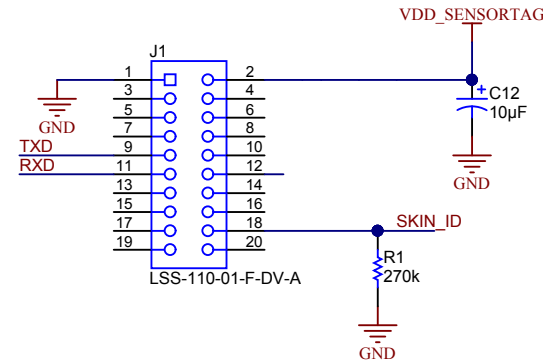 VDD_SENSORTAG
J1
1 2
3 4
5 6
7 8
TXD 9 10
RXD 11 12
13 14
15 16
17 18
19 20
GND
+ C12
10µF
GND
SKIN_ID
R1
270k
LSS-110-01-F-DV-A
GND